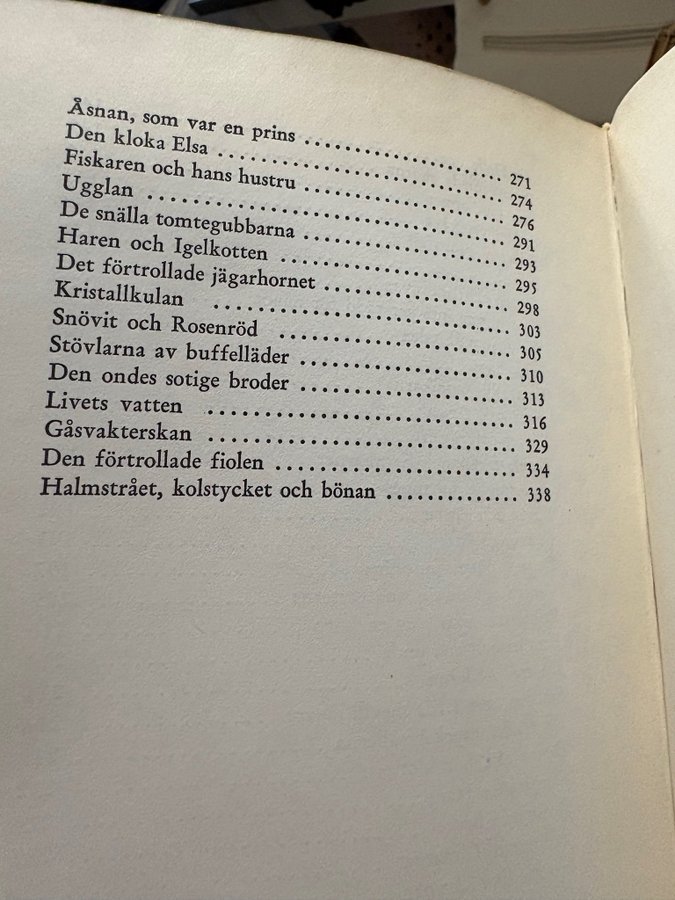 Åsnan, som var en prins ........................ 271
Den kloka Elsa ........................ 274
Fiskaren och hans hustru ........................ 276
Ugglan ........................ 291
De snälla tomtegubbarna ........................ 293
Haren och Igelkotten ........................ 295
Det förtrollade jägarhornet ........................ 298
Kristallkulan ........................ 303
Snövit och Rosenröd ........................ 305
Stövlarna av buffelläder ........................ 310
Den ondes sotige broder ........................ 313
Livets vatten ........................ 316
Gåsvakterskan ........................ 329
Den förtrollade fiolen ........................ 334
Halmstrået, kolstycket och bönan .............. 338